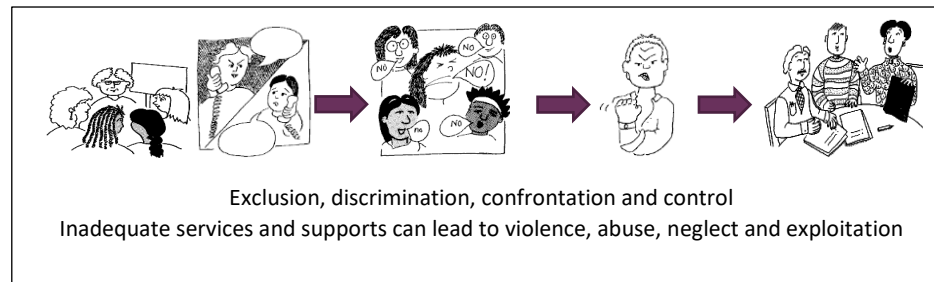 NO
NO
NO!
no
NO
Exclusion, discrimination, confrontation and control
Inadequate services and supports can lead to violence, abuse, neglect and exploitation